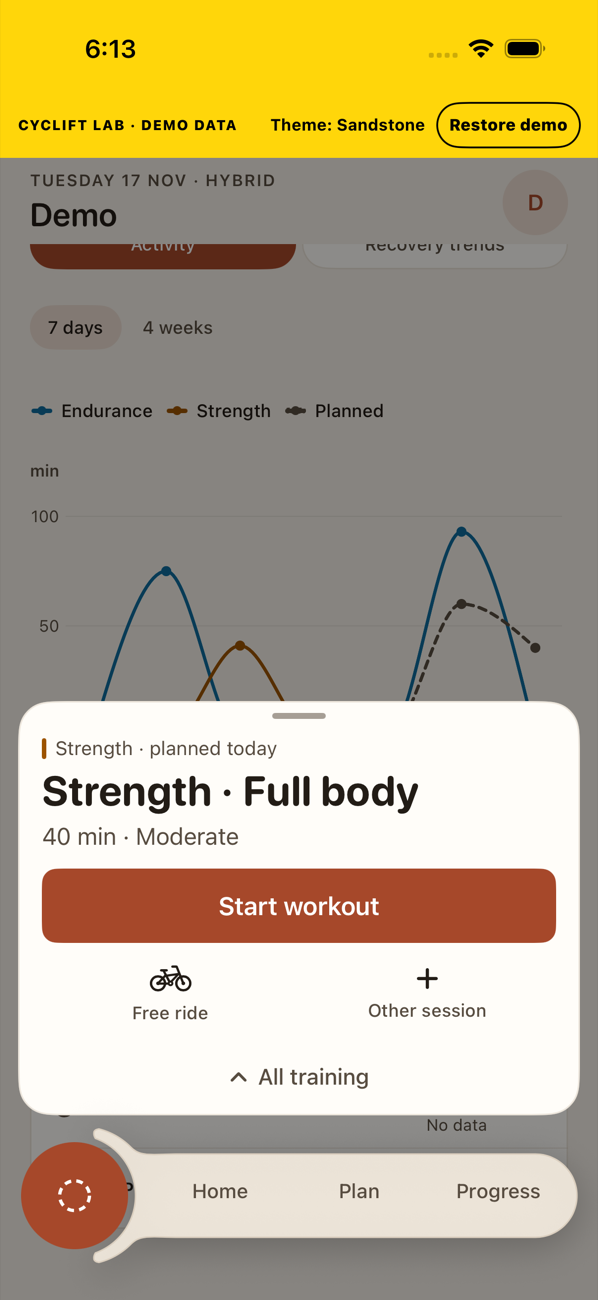 6:13
CYCLIFT LAB · DEMO DATA
Theme: Sandstone
Restore demo
TUESDAY 17 NOV · HYBRID
Demo
D
Activity
Recovery trends
7 days
4 weeks
Endurance
Strength
Planned
min
100
50
Strength · planned today
Strength · Full body
40 min · Moderate
Start workout
Free ride
Other session
All training
No data
Home
Plan
Progress